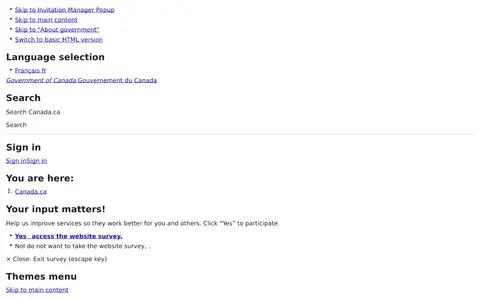 Skip to Invitation Manager Popup
Skip to main content
Skip to "About government"
Switch to basic HTML version
Language selection
Français fr
Government of Canada Gouvernement du Canada
Search
Search Canada.ca
Search
Sign in
Sign inSign in
You are here:
1. Canada.ca
Your input matters!
Help us improve services so they work better for you and others. Click "Yes" to participate.
Yes access the website survey.
NoI do not want to take the website survey, .
× Close: Exit survey (escape key)
Themes menu
Skip to main content